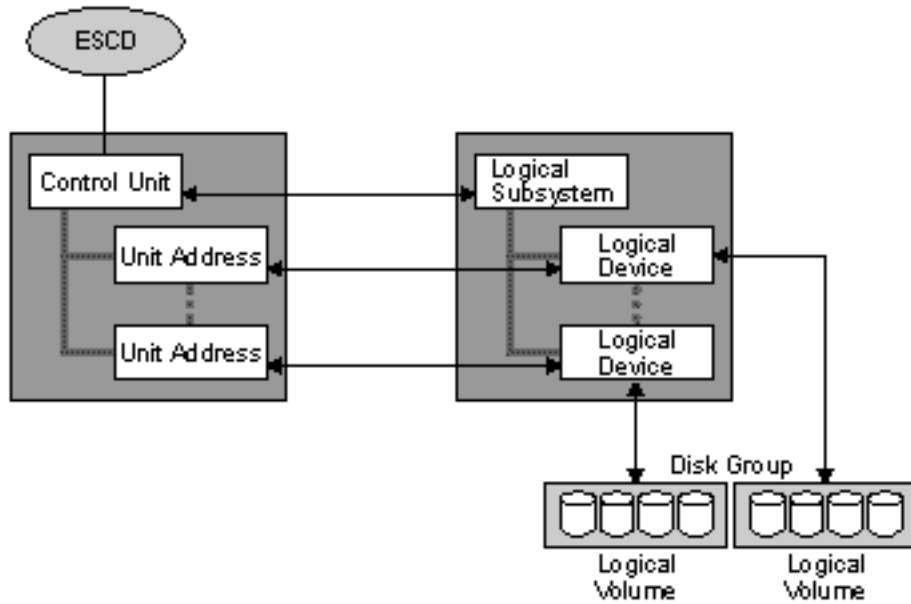 ESCD
Control Unit
Unit Address
Unit Address
Logical
Subsystem
Logical
Device
Logical
Device
Disk Group
Logical
Volume
Logical
Volume